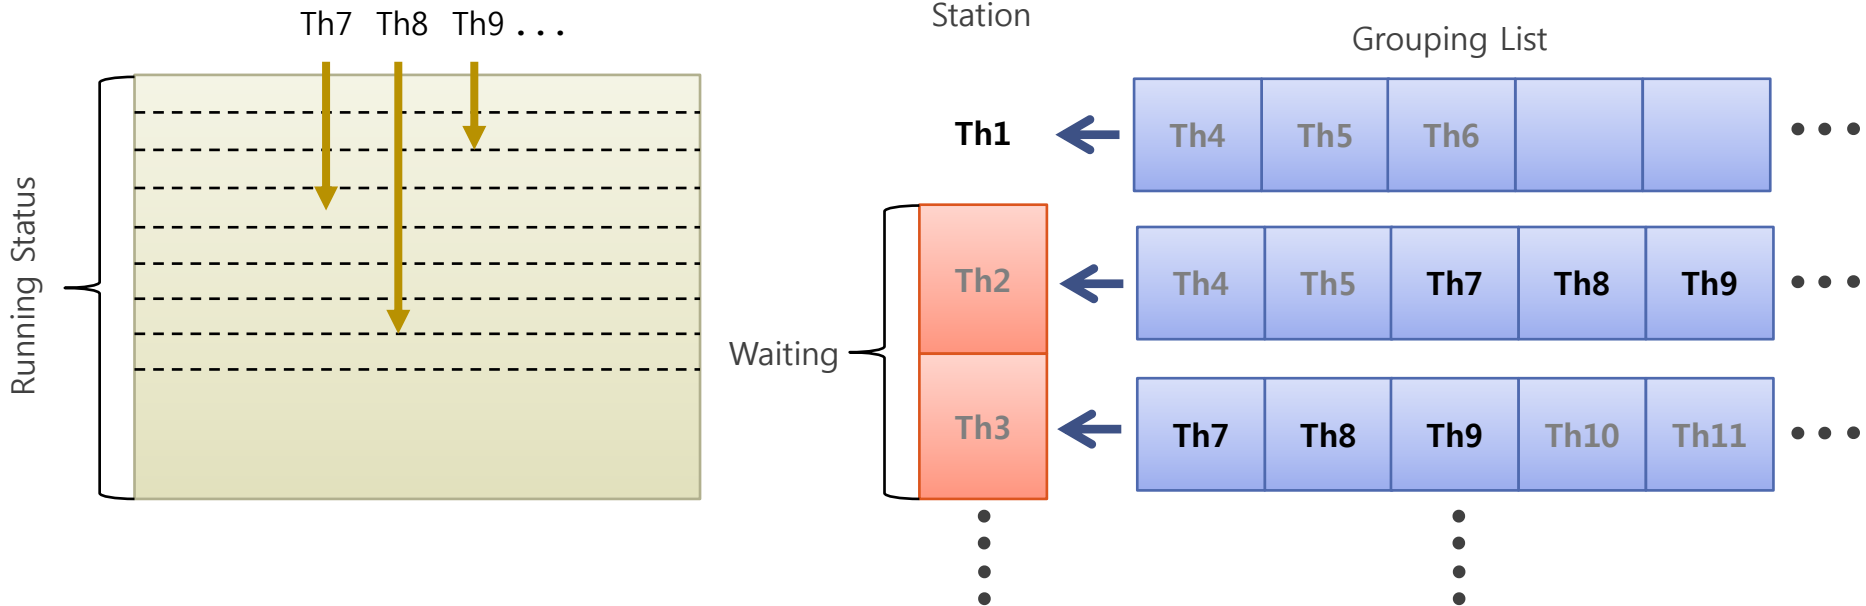 Th7 Th8 Th9 ...
Running Status
Station
Grouping List
Th1
Th4 Th5 Th6
Waiting
Th2
Th4 Th5 Th7 Th8 Th9
Th3
Th7 Th8 Th9 Th10 Th11